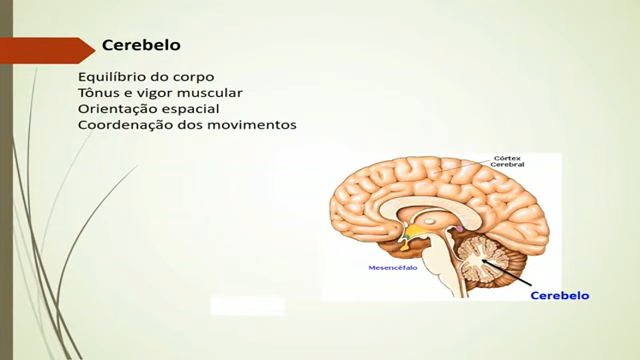 Cerebelo
Equilíbrio do corpo
Tônus e vigor muscular
Orientação espacial
Coordenação dos movimentos
Córtex
Cerebral
Mesencéfalo
Cerebelo